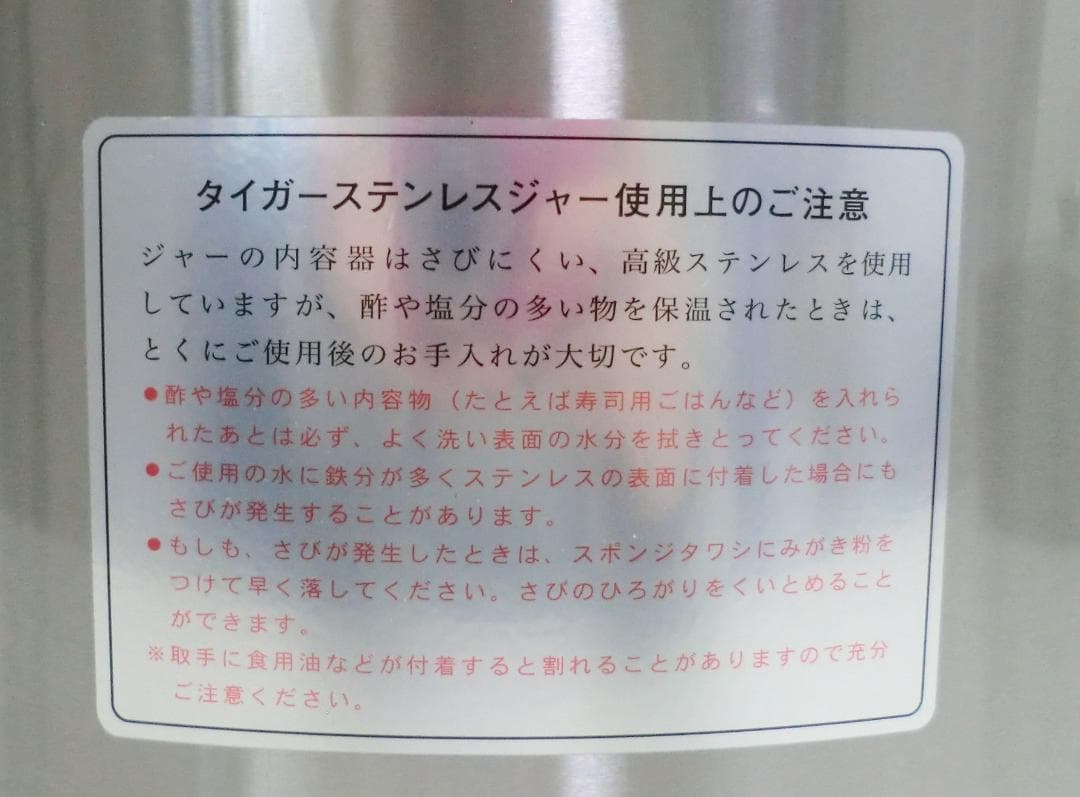 タイガーステンレスジャー使用上のご注意
ジャーの内容器はさびにくい、高級ステンレスを使用
していますが、酢や塩分の多い物を保温されたときは、
とくにご使用後のお手入れが大切です。
●酢や塩分の多い内容物（たとえば寿司用ごはんなど）を入れら
れたあとは必ず、よく洗い表面の水分を拭きとってください。
●ご使用の水に鉄分が多くステンレスの表面に付着した場合にも
さびが発生することがあります。
●もしも、さびが発生したときは、スポンジタワシにみがき粉を
つけて早く落してください。さびのひろがりをくいとめること
ができます。
※取手に食用油などが付着すると割れることがありますので充分
ご注意ください。